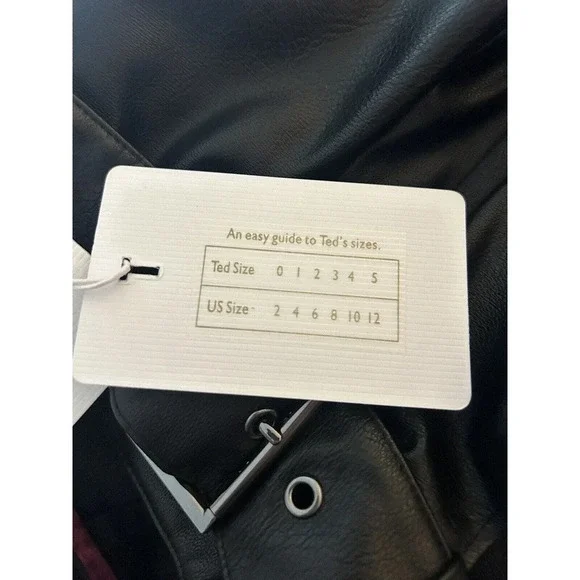 An easy guide to Ted's sizes.
Ted Size 0 1 2 3 4 5
US Size 2 4 6 8 10 12